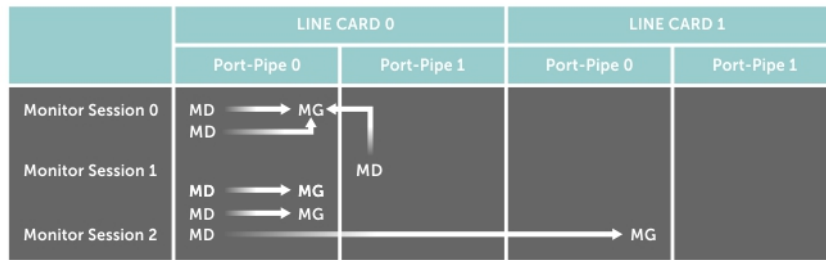 LINE CARD 0 LINE CARD 1
Port-Pipe 0 Port-Pipe 1 Port-Pipe 0 Port-Pipe 1
Monitor Session 0 MD MG
MD
Monitor Session 1 MD
MD MG
MD MG
Monitor Session 2 MD MG